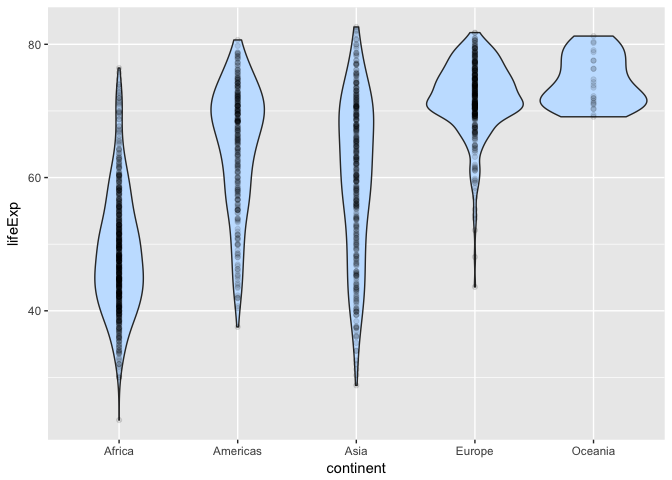 lifeExp
80
60
40
Africa
Americas
Asia
Europe
Oceania
continent